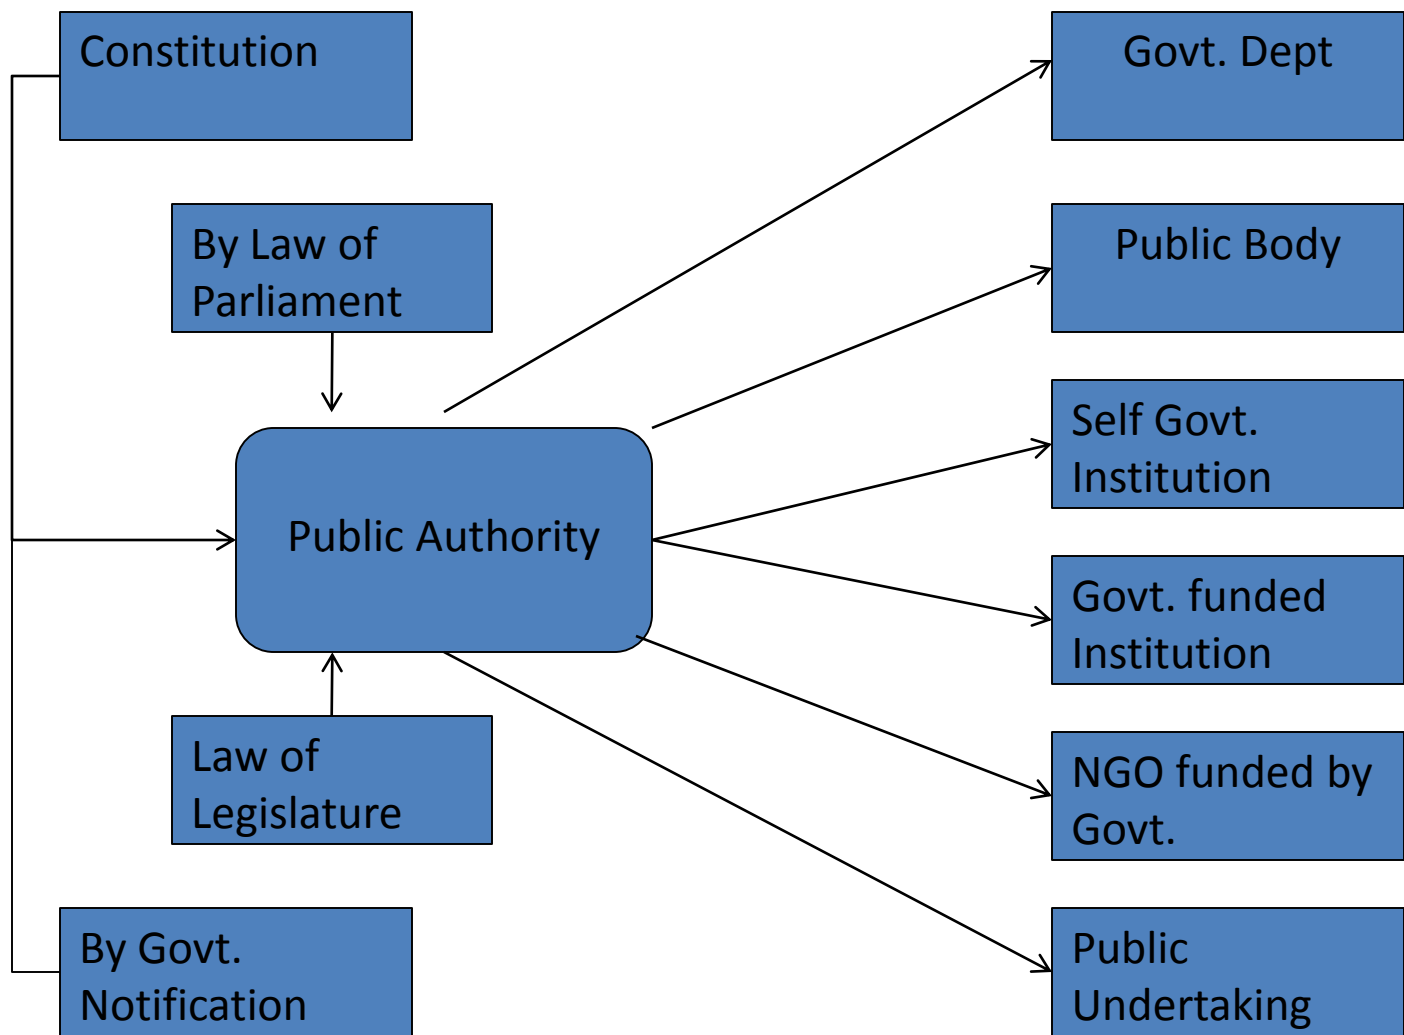 Constitution
Govt. Dept
By Law of
Parliament
Public Body
Self Govt.
Institution
Public Authority
Govt. funded
Institution
Law of
Legislature
NGO funded by
Govt.
By Govt.
Notification
Public
Undertaking